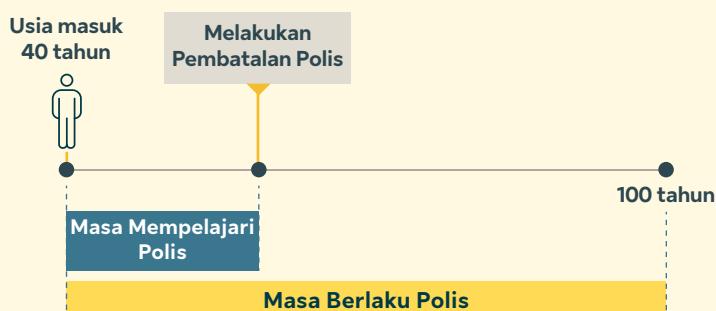 Usia masuk
40 tahun
Melakukan
Pembatalan Polis
100 tahun
Masa Mempelajari
Polis
Masa Berlaku Polis